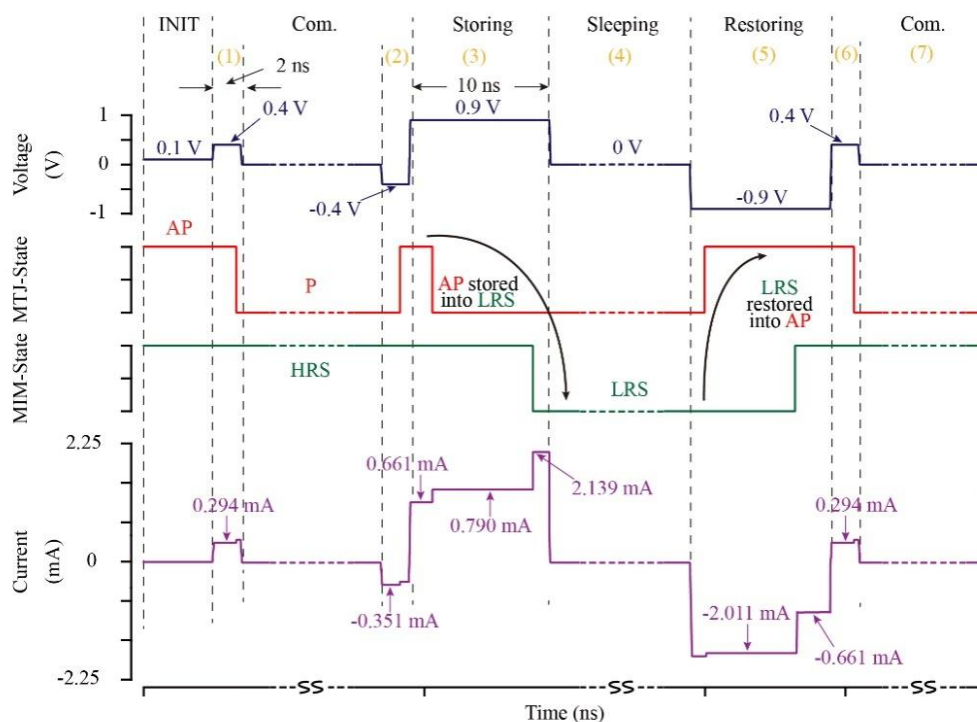 INIT Com. Storing Sleeping Restoring Com.
(1) (2) (3) (4) (5) (6) (7)
2 ns
10 ns
Voltage
(V)
1
0
-1
0.1 V
0.4 V
-0.4 V
0.9 V
0 V
-0.9 V
0.4 V
MTJ-State
AP
P
AP stored
into LRS
LRS
restored
into AP
MIM-State
HRS
LRS
Current
(mA)
2.25
0
-2.25
0.294 mA
-0.351 mA
0.661 mA
0.790 mA
2.139 mA
-2.011 mA
-0.661 mA
0.294 mA
Time (ns)